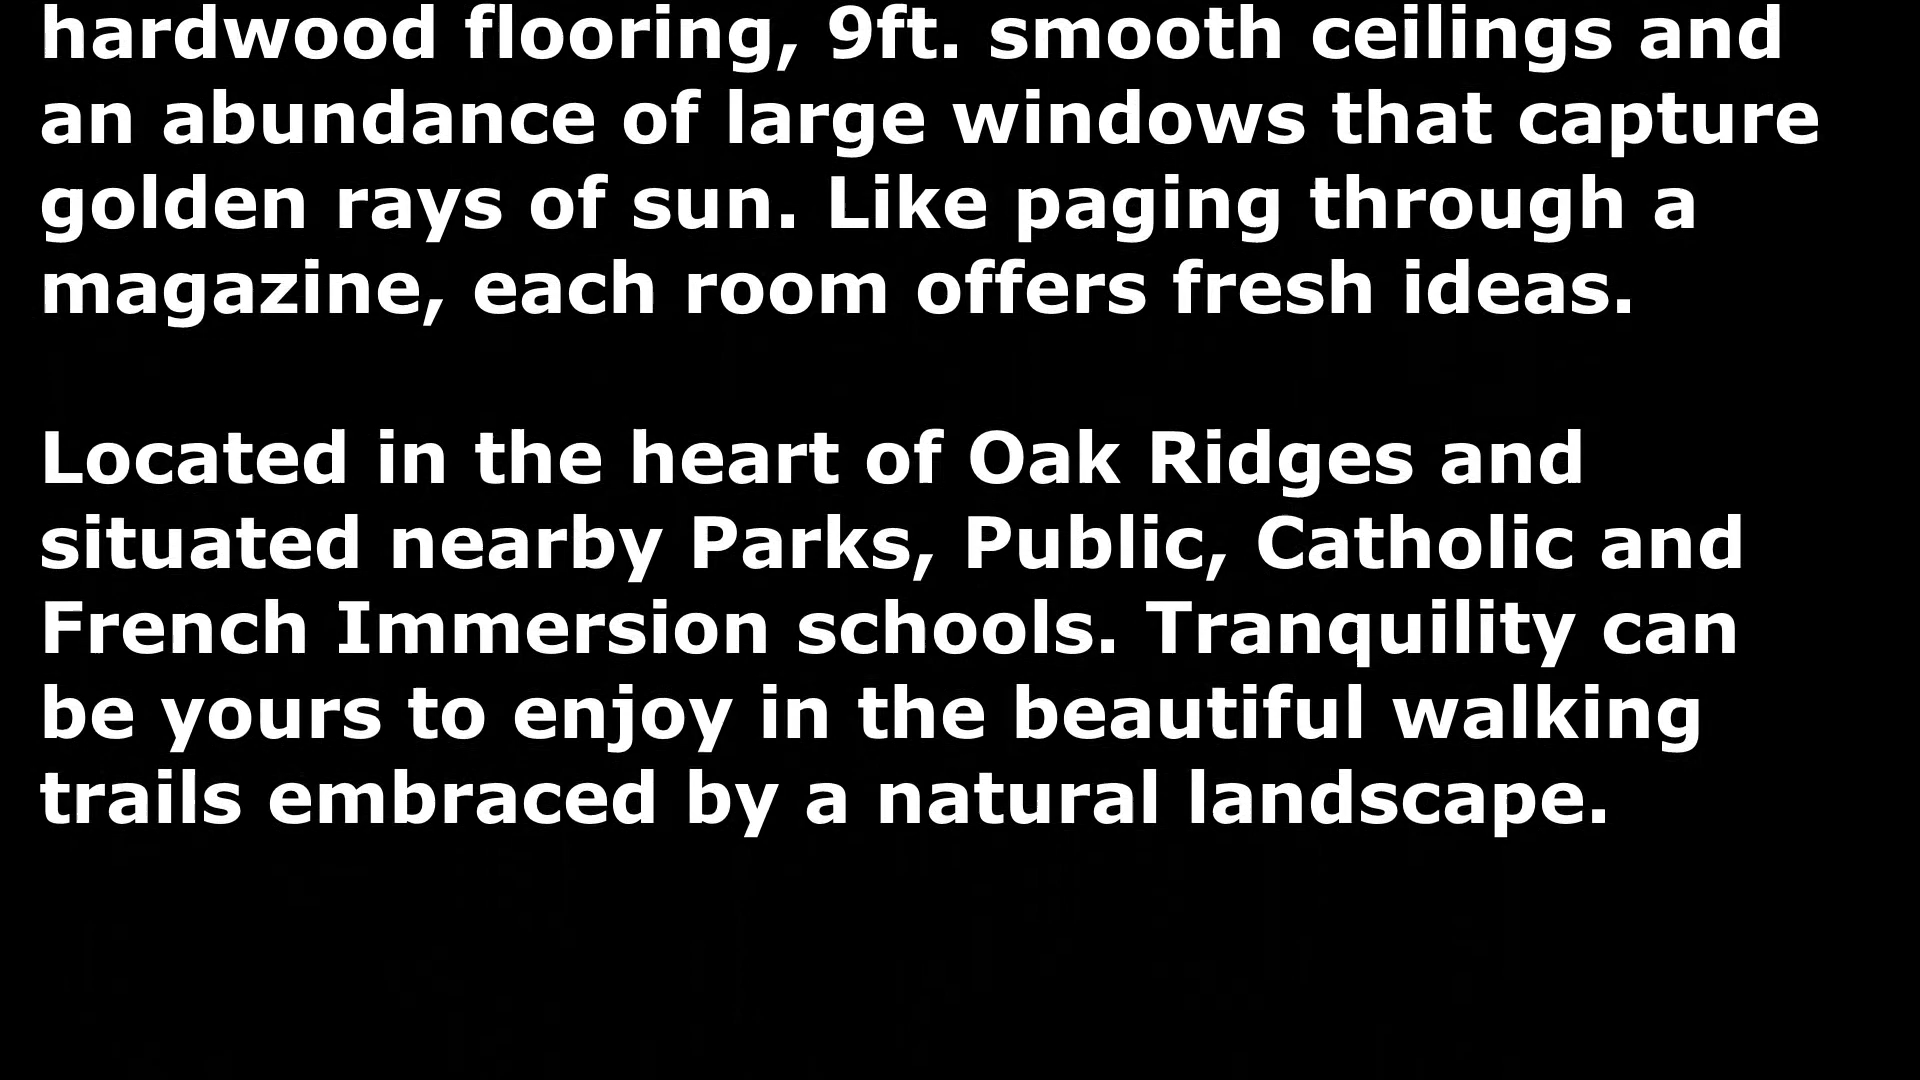 hardwood flooring, 9ft. smooth ceilings and
an abundance of large windows that capture
golden rays of sun. Like paging through a
magazine, each room offers fresh ideas.
Located in the heart of Oak Ridges and
situated nearby Parks, Public, Catholic and
French Immersion schools. Tranquility can
be yours to enjoy in the beautiful walking
trails embraced by a natural landscape.